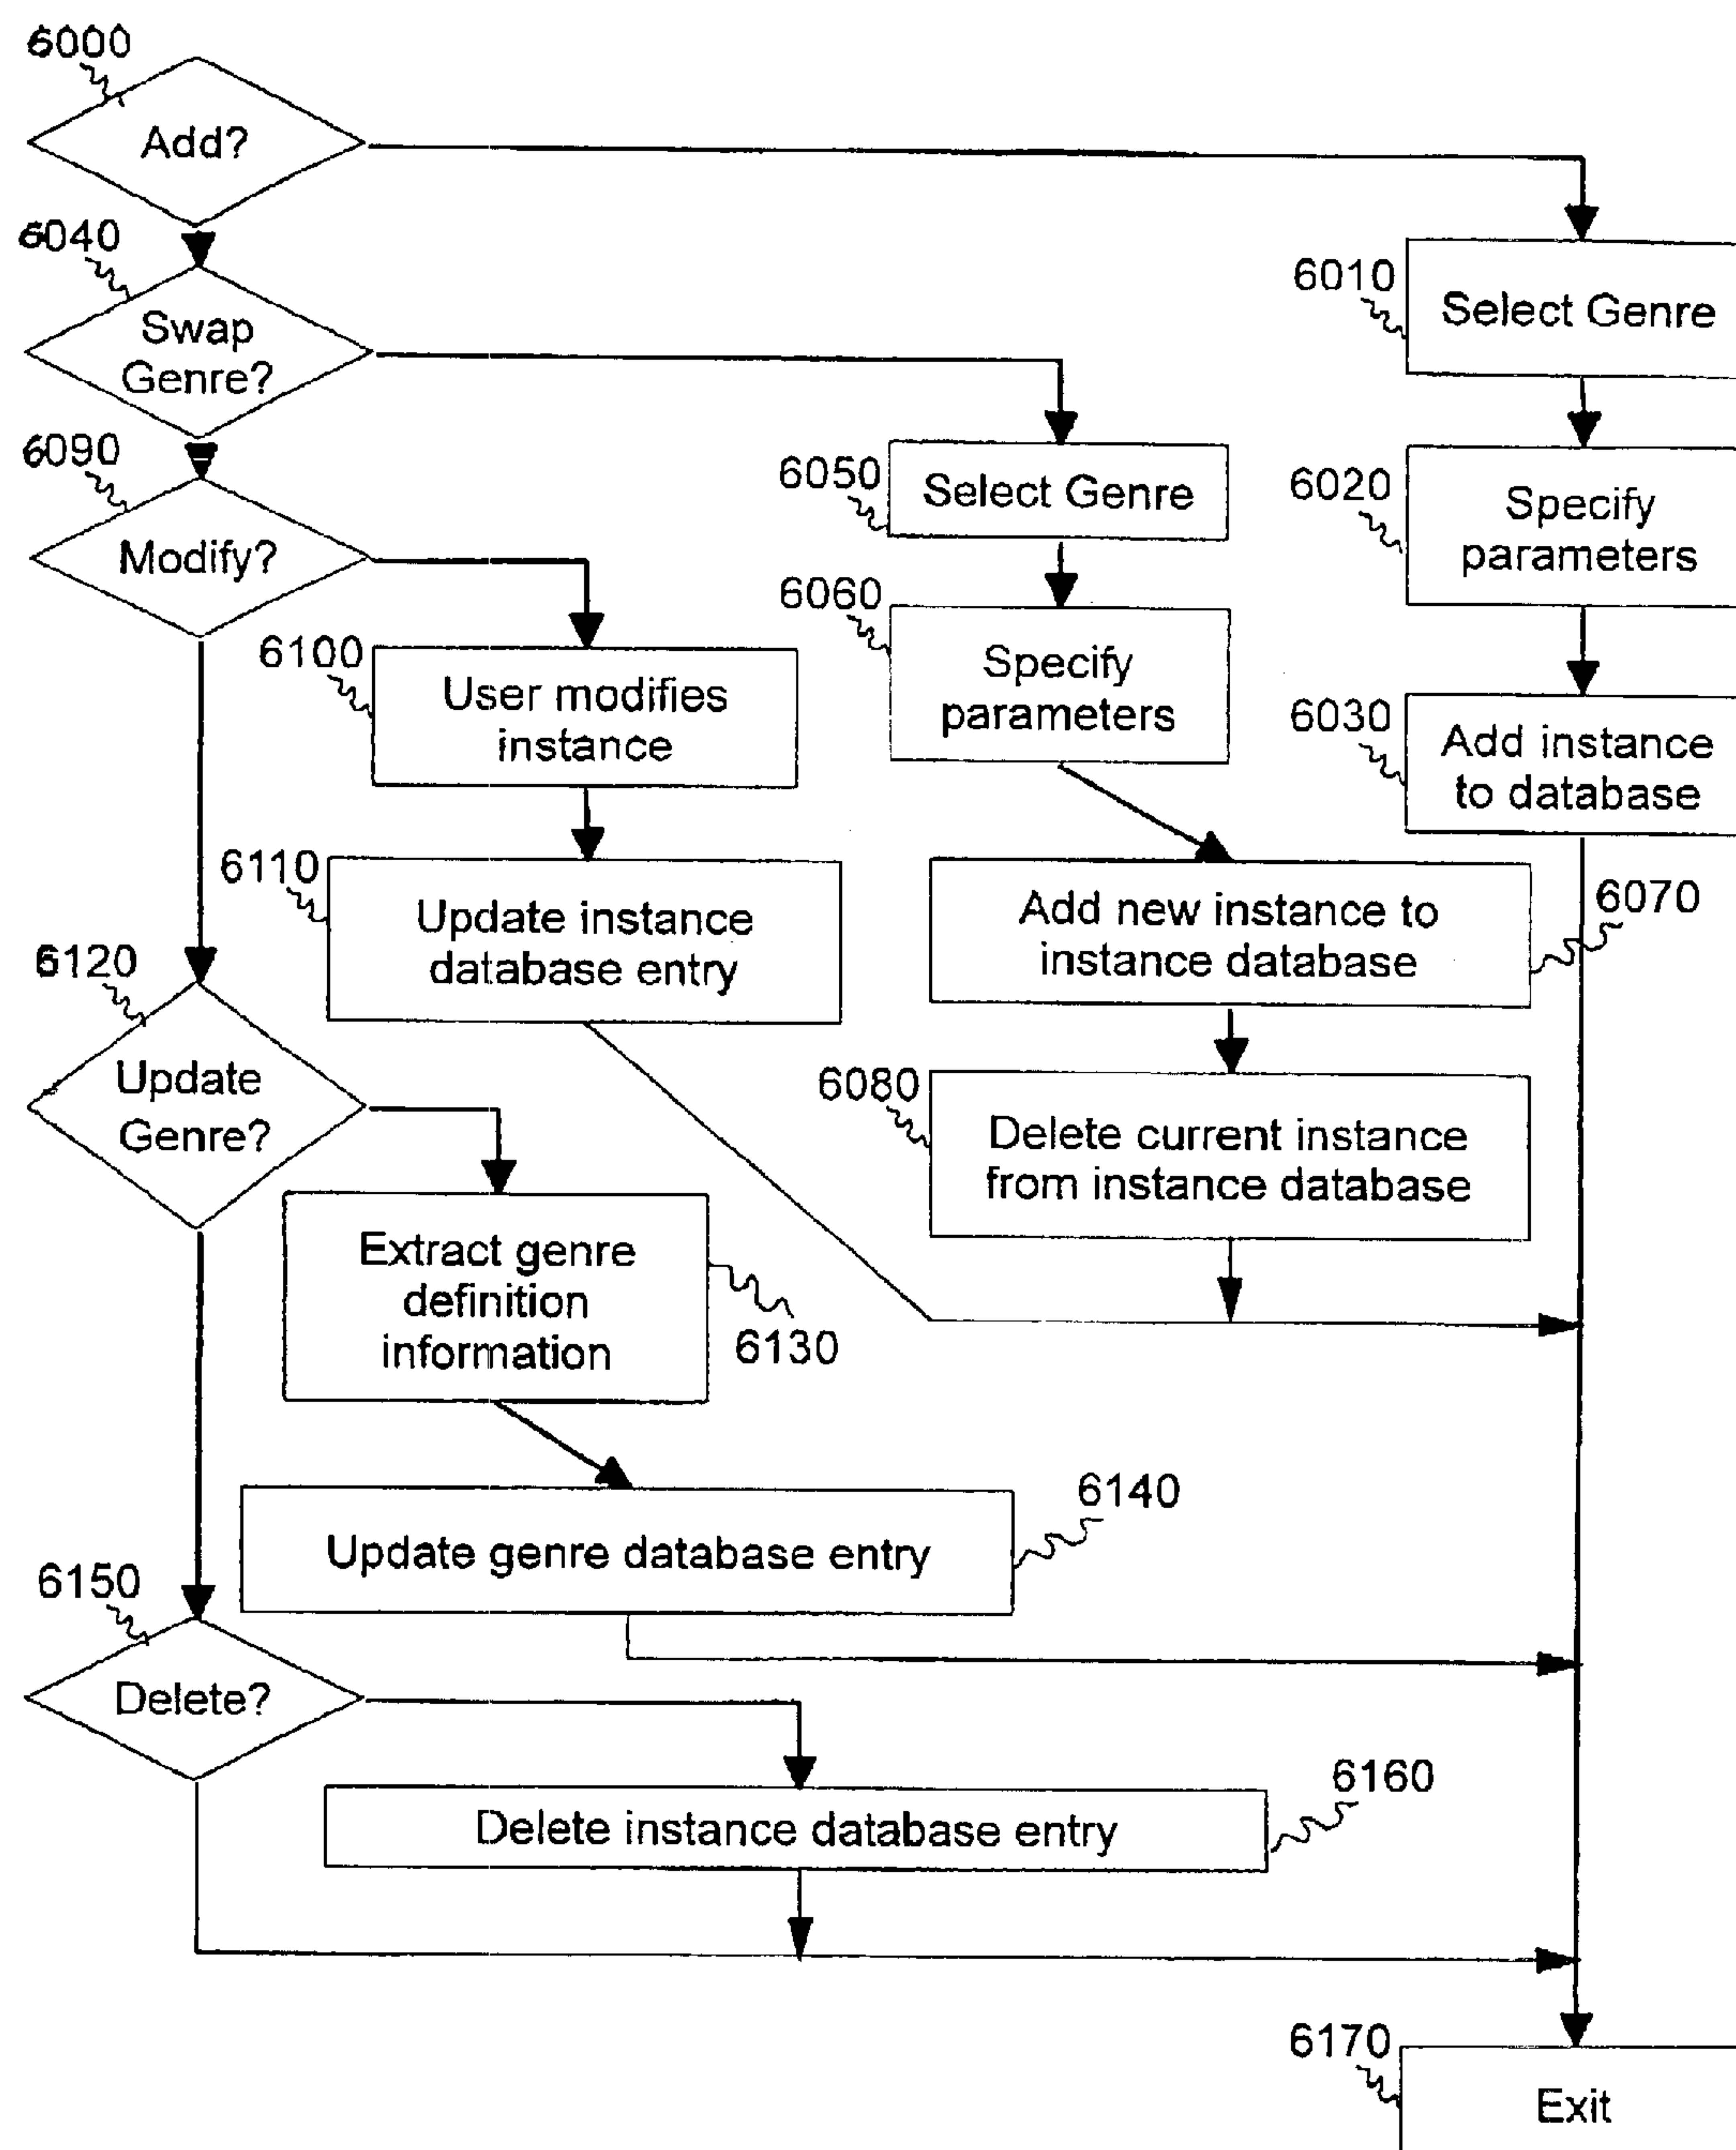 6000
Add?
6040
Swap
Genre?
6010
Select Genre
6090
Modify?
6050
Select Genre
6020
Specify
parameters
6060
Specify
parameters
6100
User modifies
instance
6030
Add instance
to database
6110
Update instance
database entry
Add new instance to
instance database
6070
6120
Update
Genre?
6080
Delete current instance
from instance database
Extract genre
definition
information
6130
6140
Update genre database entry
6150
Delete?
6160
Delete instance database entry
6170
Exit